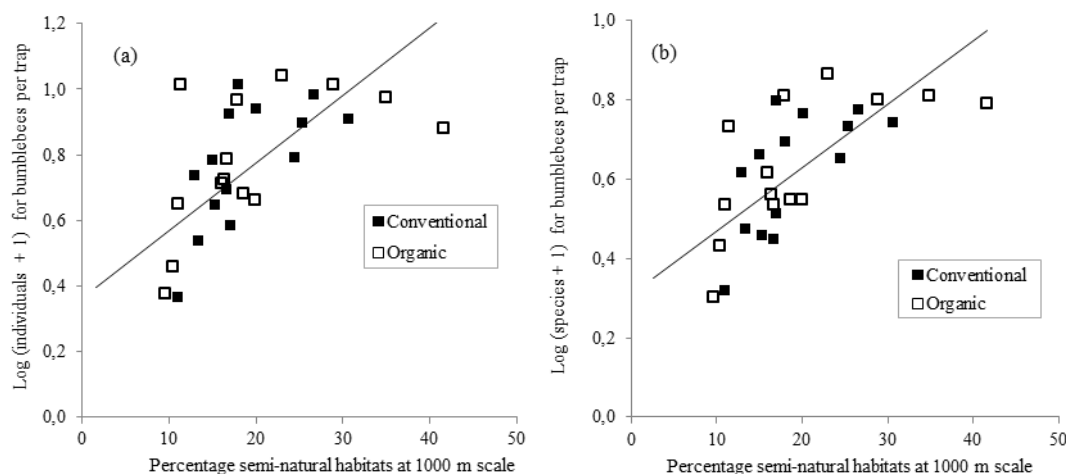 (a)
Log (individuals + 1) for bumblebees per trap
1,2
1,0
0,8
0,6
0,4
0,2
0,0
0
10
20
30
40
50
Conventional
Organic
Percentage semi-natural habitats at 1000 m scale
(b)
Log (species + 1) for bumblebees per trap
1,0
0,8
0,6
0,4
0,2
0,0
0
10
20
30
40
50
Conventional
Organic
Percentage semi-natural habitats at 1000 m scale